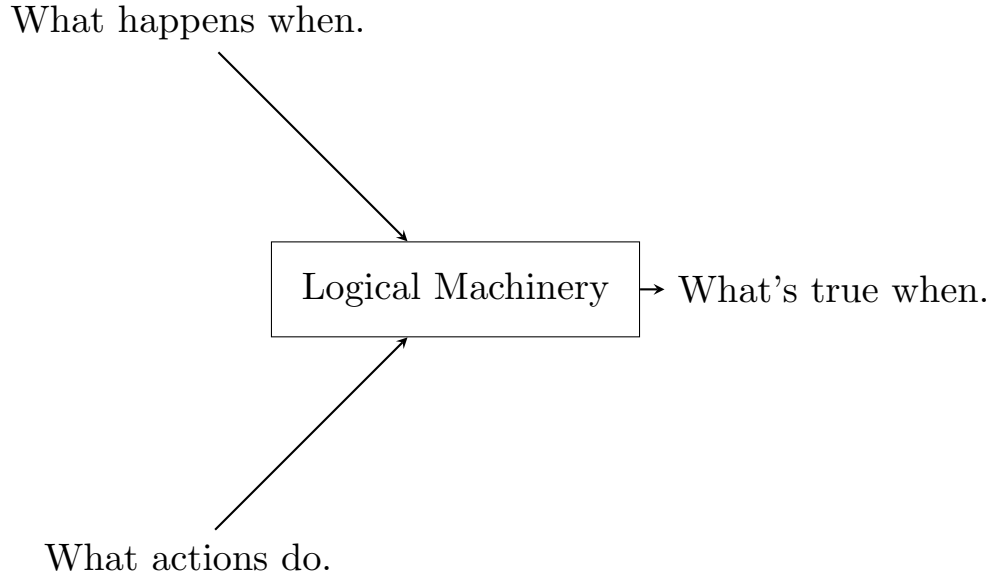 What happens when.
Logical Machinery
What's true when.
What actions do.